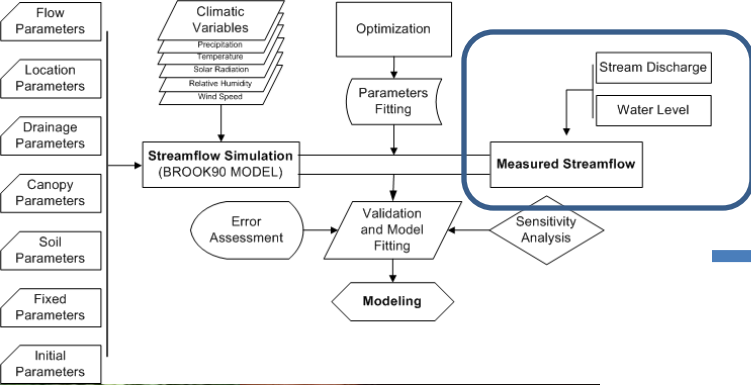 Flow
Parameters
Location
Parameters
Drainage
Parameters
Canopy
Parameters
Soil
Parameters
Fixed
Parameters
Initial
Parameters
Climatic
Variables
Precipitation
Temperature
Solar Radiation
Relative Humidity
Wind Speed
Streamflow Simulation
(BROOK90 MODEL)
Optimization
Parameters
Fitting
Stream Discharge
Water Level
Measured Streamflow
Error
Assessment
Validation
and Model
Fitting
Sensitivity
Analysis
Modeling